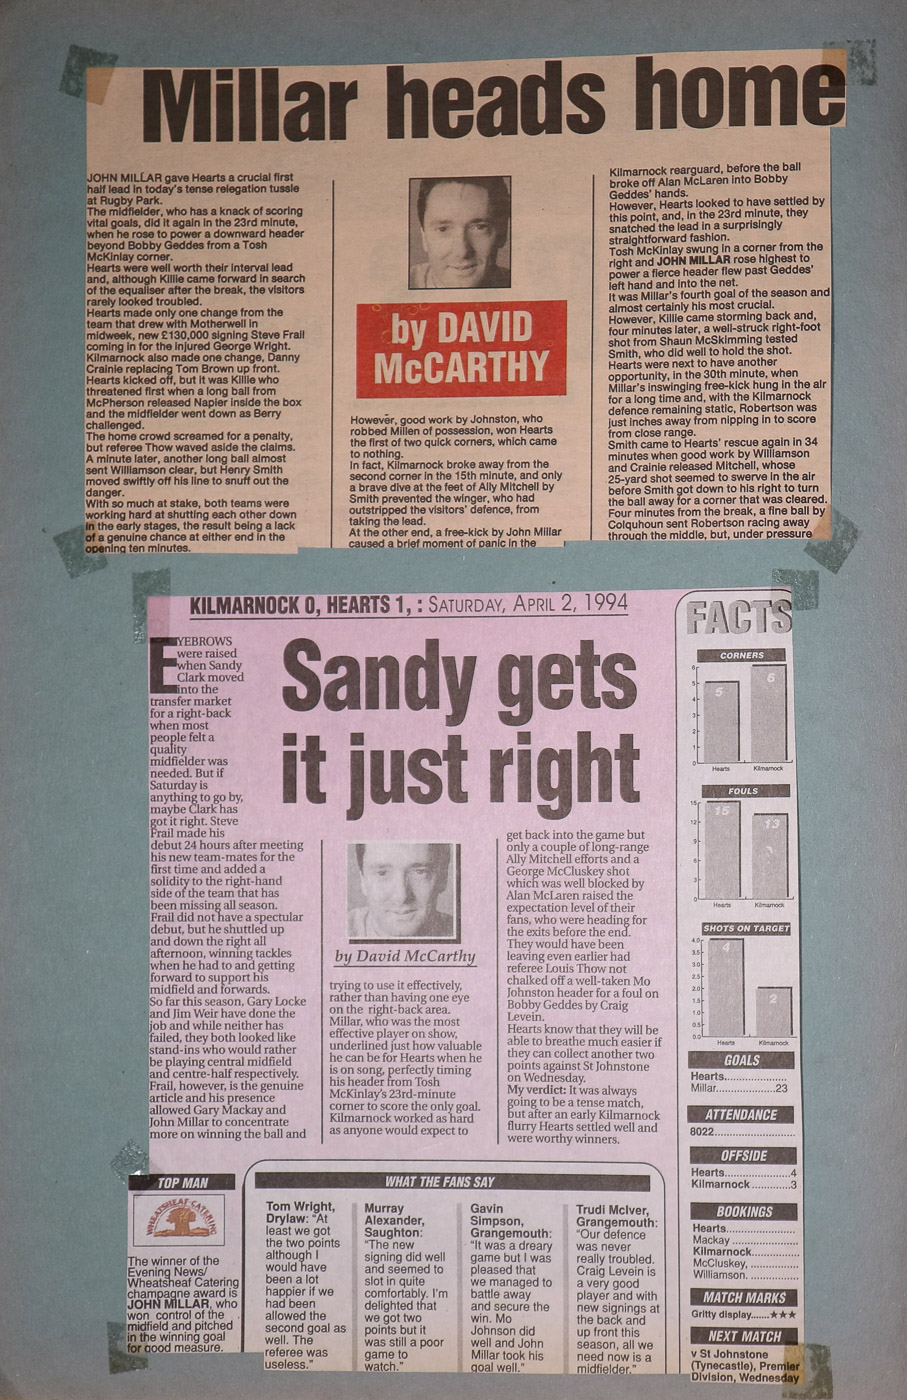 Millar heads home
JOHN MILLAR gave Hearts a crucial first
half lead in today's tense relegation tussle
at Rugby Park.
The midfielder, who has a knack of scoring
vital goals, did it again in the 23rd minute,
when he rose to power a downward header
beyond Bobby Geddes from a Tosh
McKinlay corner.
Hearts were well worth their interval lead
and, although Killie came forward in search
of the equaliser after the break, the visitors
rarely looked troubled.
Hearts made only one change from the
team that drew with Motherwell in
midweek, new £130,000 signing Steve Frail
coming in for the injured George Wright.
Kilmarnock also made one change, Danny
Crainie replacing Tom Brown up front.
Hearts kicked off, but it was Killie who
threatened first when a long ball from
McPherson released Napier inside the box
and the midfielder went down as Berry
challenged.
The home crowd screamed for a penalty,
but referee Thow waved aside the claims.
A minute later, another long ball almost
sent Williamson clear, but Henry Smith
moved swiftly off his line to snuff out the
danger.
With so much at stake, both teams were
working hard at shutting each other down
in the early stages, the result being a lack
of a genuine chance at either end in the
opening ten minutes.
by DAVID
McCARTHY
However, good work by Johnston, who
robbed Millen of possession, won Hearts
the first of two quick corners, which came
to nothing.
In fact, Kilmarnock broke away from the
second corner in the 15th minute, and only
a brave dive at the feet of Ally Mitchell by
Smith prevented the winger, who had
outstripped the visitors' defence, from
taking the lead.
At the other end, a free-kick by John Millar
caused a brief moment of panic in the
Kilmarnock rearguard, before the ball
broke off Alan McLaren into Bobby
Geddes' hands.
However, Hearts looked to have settled by
this point, and, in the 23rd minute, they
snatched the lead in a surprisingly
straightforward fashion.
Tosh McKinlay swung in a corner from the
right and JOHN MILLAR rose highest to
power a fierce header flew past Geddes'
left hand and into the net.
It was Millar's fourth goal of the season and
almost certainly his most crucial.
However, Killie came storming back and,
four minutes later, a well-struck right-foot
shot from Shaun McSkimming tested
Smith, who did well to hold the shot.
Hearts were next to have another
opportunity, in the 30th minute, when
Millar's inswinging free-kick hung in the air
for a long time and, with the Kilmarnock
defence remaining static, Robertson was
just inches away from nipping in to score
from close range.
Smith came to Hearts' rescue again in 34
minutes when good work by Williamson
and Crainie released Mitchell, whose
25-yard shot seemed to swerve in the air
before Smith got down to his right to turn
the ball away for a corner that was cleared.
Four minutes from the break, a fine ball by
Colquhoun sent Robertson racing away
through the middle, but, under pressure
KILMARNOCK 0, HEARTS 1, : SATURDAY, APRIL 2, 1994
Sandy gets
it just right
EYEBROWS
were raised
when Sandy
Clark moved
into the
transfer market
for a right-back
when most
people felt a
quality
midfielder was
needed. But if
Saturday is
anything to go by,
maybe Clark has
got it right. Steve
Frail made his
debut 24 hours after meeting
his new team-mates for the
first time and added a
solidity to the right-hand
side of the team that has
been missing all season.
Frail did not have a spectular
debut, but he shuttled up
and down the right all
afternoon, winning tackles
when he had to and getting
forward to support his
midfield and forwards.
So far this season, Gary Locke
and Jim Weir have done the
job and while neither has
failed, they both looked like
stand-ins who would rather
be playing central midfield
and centre-half respectively.
Frail, however, is the genuine
article and his presence
allowed Gary Mackay and
John Millar to concentrate
more on winning the ball and
by David McCarthy
trying to use it effectively,
rather than having one eye
on the right-back area.
Millar, who was the most
effective player on show,
underlined just how valuable
he can be for Hearts when he
is on song, perfectly timing
his header from Tosh
McKinlay's 23rd-minute
corner to score the only goal.
Kilmarnock worked as hard
as anyone would expect to
get back into the game but
only a couple of long-range
Ally Mitchell efforts and a
George McCluskey shot
which was well blocked by
Alan McLaren raised the
expectation level of their
fans, who were heading for
the exits before the end.
They would have been
leaving even earlier had
referee Louis Thow not
chalked off a well-taken Mo
Johnston header for a foul on
Bobby Geddes by Craig
Levein.
Hearts know that they will be
able to breathe much easier if
they can collect another two
points against St Johnstone
on Wednesday.
My verdict: It was always
going to be a tense match,
but after an early Kilmarnock
flurry Hearts settled well and
were worthy winners.
FACTS
CORNERS
6
5
4
3
2
1
0
5
6
Hearts Kilmarnock
FOULS
15
12
9
6
3
0
15
13
Hearts Kilmarnock
SHOTS ON TARGET
4.0
3.5
3.0
2.5
2.0
1.5
1.0
0.5
0.0
4
2
Hearts Kilmarnock
GOALS
Hearts.................
Millar..................23
ATTENDANCE
8022....................
OFFSIDE
Hearts..................4
Kilmarnock............3
BOOKINGS
Hearts.................
Mackay ...............
Kilmarnock............
McCluskey, ...........
Williamson. ...........
MATCH MARKS
Gritty display......★★★
NEXT MATCH
v St Johnstone
(Tynecastle), Premier
Division, Wednesday
TOP MAN
WHEATSHEAF CATERING
The winner of the
Evening News/
Wheatsheaf Catering
champagne award is
JOHN MILLAR, who
won control of the
midfield and pitched
in the winning goal
for good measure.
WHAT THE FANS SAY
Tom Wright,
Drylaw: "At
least we got
the two points
although I
would have
been a lot
happier if we
had been
allowed the
second goal as
well. The
referee was
useless."
Murray
Alexander,
Saughton:
"The new
signing did well
and seemed to
slot in quite
comfortably. I'm
delighted that
we got two
points but it
was still a poor
game to
watch."
Gavin
Simpson,
Grangemouth:
"It was a dreary
game but I was
pleased that
we managed to
battle away
and secure the
win. Mo
Johnson did
well and John
Millar took his
goal well."
Trudi McIver,
Grangemouth:
"Our defence
was never
really troubled.
Craig Levein is
a very good
player and with
new signings at
the back and
up front this
season, all we
need now is a
midfielder."